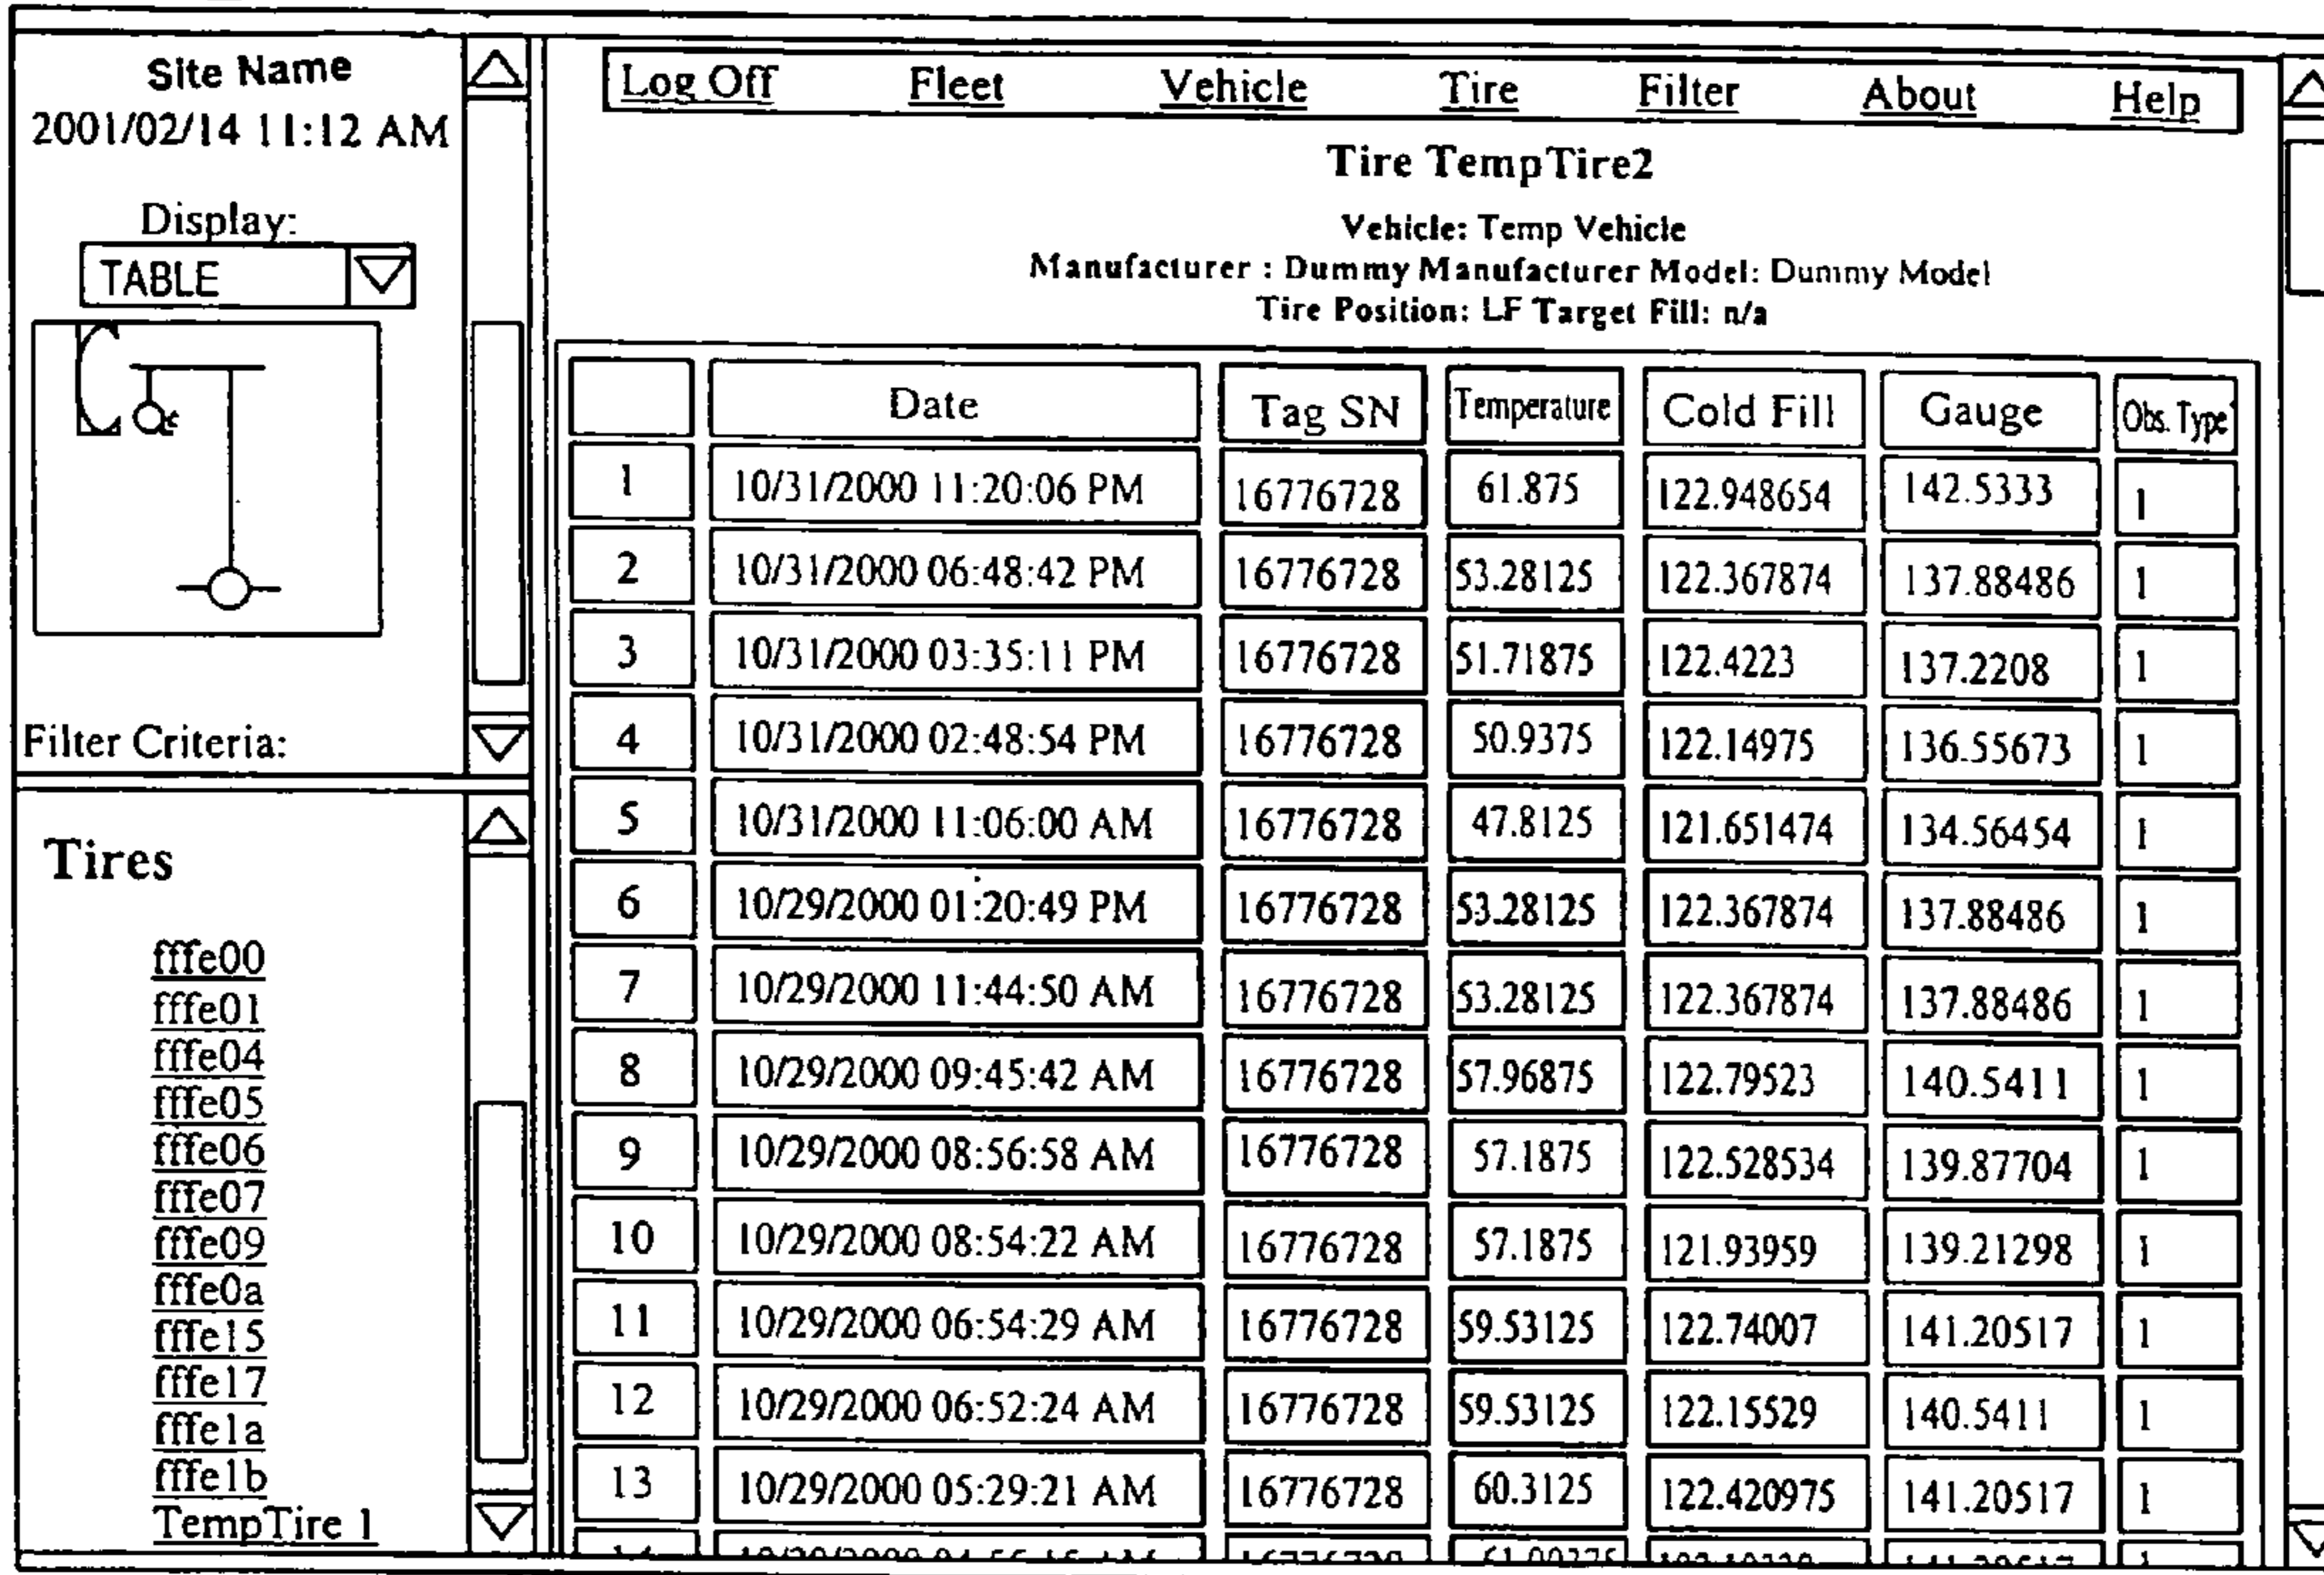 Site Name
2001/02/14 11:12 AM
Display:
TABLE
Filter Criteria:
Tires
fffe00
fffe01
fffe04
fffe05
fffe06
fffe07
fffe09
fffe0a
fffe15
fffe17
fffe1a
fffe1b
TempTire 1
Log Off Fleet Vehicle Tire Filter About Help
Tire TempTire2
Vehicle: Temp Vehicle
Manufacturer : Dummy Manufacturer Model: Dummy Model
Tire Position: LF Target Fill: n/a
Date Tag SN Temperature Cold Fill Gauge Obs. Type
1 10/31/2000 11:20:06 PM 16776728 61.875 122.948654 142.5333 1
2 10/31/2000 06:48:42 PM 16776728 53.28125 122.367874 137.88486 1
3 10/31/2000 03:35:11 PM 16776728 51.71875 122.4223 137.2208 1
4 10/31/2000 02:48:54 PM 16776728 50.9375 122.14975 136.55673 1
5 10/31/2000 11:06:00 AM 16776728 47.8125 121.651474 134.56454 1
6 10/29/2000 01:20:49 PM 16776728 53.28125 122.367874 137.88486 1
7 10/29/2000 11:44:50 AM 16776728 53.28125 122.367874 137.88486 1
8 10/29/2000 09:45:42 AM 16776728 57.96875 122.79523 140.5411 1
9 10/29/2000 08:56:58 AM 16776728 57.1875 122.528534 139.87704 1
10 10/29/2000 08:54:22 AM 16776728 57.1875 121.93959 139.21298 1
11 10/29/2000 06:54:29 AM 16776728 59.53125 122.74007 141.20517 1
12 10/29/2000 06:52:24 AM 16776728 59.53125 122.15529 140.5411 1
13 10/29/2000 05:29:21 AM 16776728 60.3125 122.420975 141.20517 1